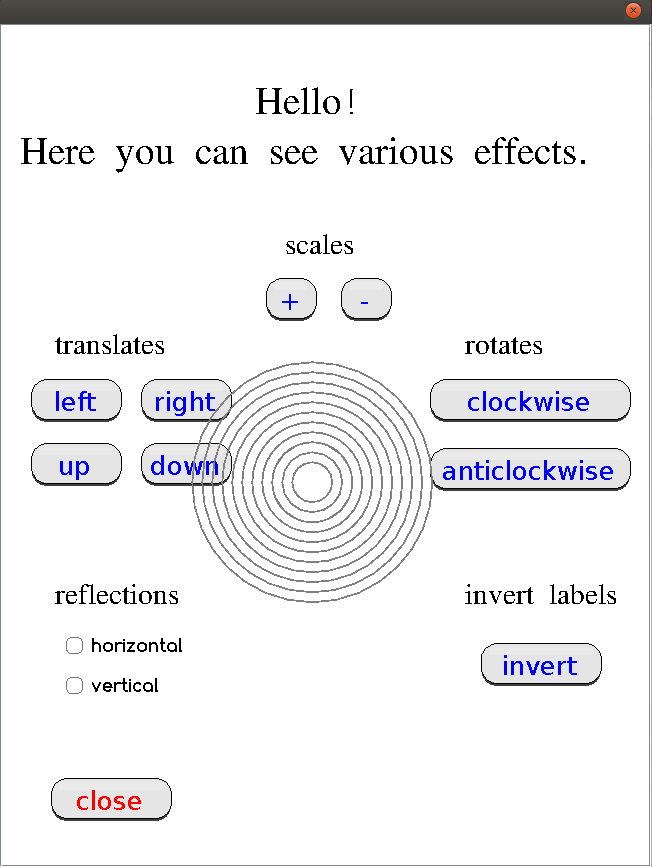 Hello!
Here you can see various effects.
scales
+ -
translates
rotates
left right
clockwise
up down
anticlockwise
reflections
invert labels
horizontal
vertical
invert
close